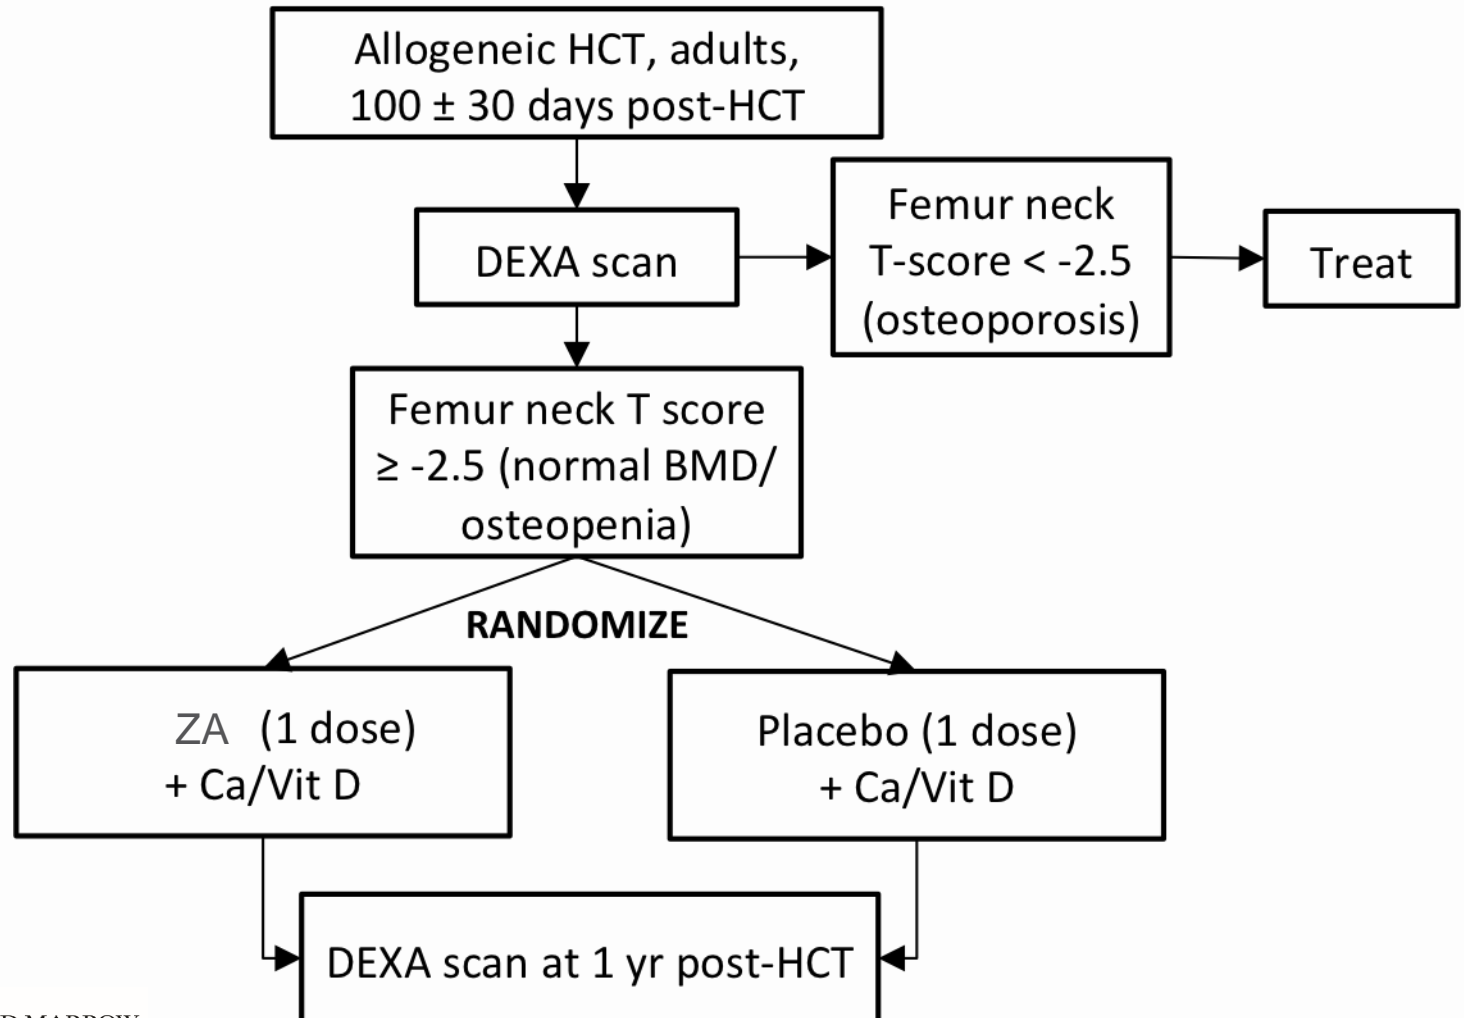 Allogeneic HCT, adults,
100 ± 30 days post-HCT
DEXA scan
Femur neck
T-score < -2.5
(osteoporosis)
Treat
Femur neck T score
≥ -2.5 (normal BMD/
osteopenia)
RANDOMIZE
ZA (1 dose)
+ Ca/Vit D
Placebo (1 dose)
+ Ca/Vit D
DEXA scan at 1 yr post-HCT